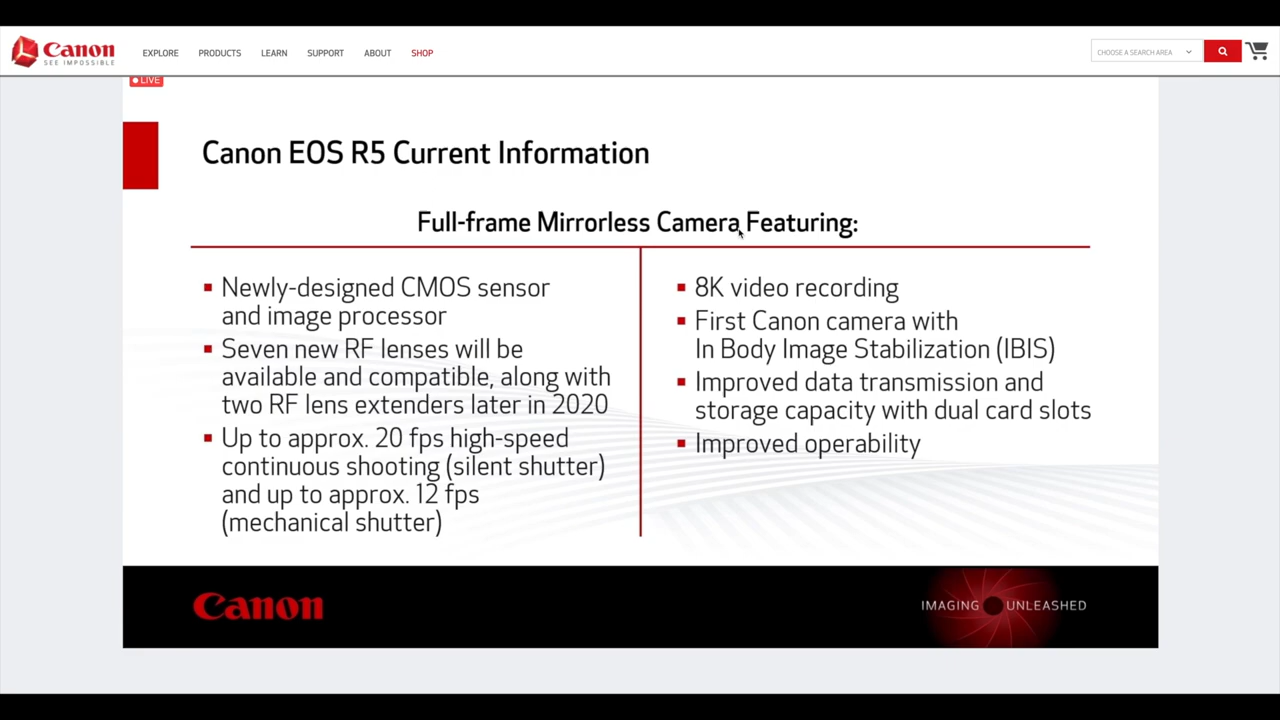 Canon
SEE IMPOSSIBLE
EXPLORE PRODUCTS LEARN SUPPORT ABOUT SHOP
CHOOSE A SEARCH AREA
LIVE
Canon EOS R5 Current Information
Full-frame Mirrorless Camera Featuring:
Newly-designed CMOS sensor
and image processor
Seven new RF lenses will be
available and compatible, along with
two RF lens extenders later in 2020
Up to approx. 20 fps high-speed
continuous shooting (silent shutter)
and up to approx. 12 fps
(mechanical shutter)
8K video recording
First Canon camera with
In Body Image Stabilization (IBIS)
Improved data transmission and
storage capacity with dual card slots
Improved operability
Canon
IMAGING UNLEASHED